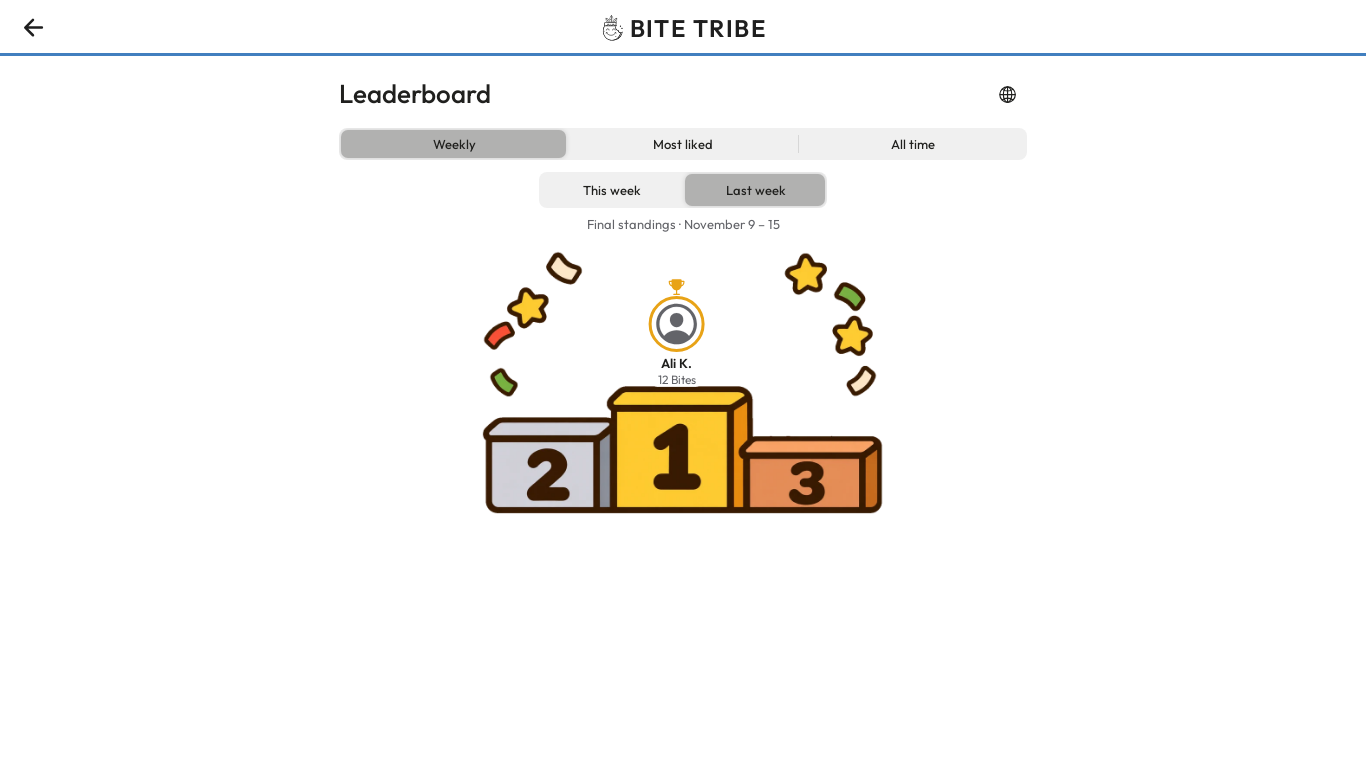 BITE TRIBE
Leaderboard
Weekly Most liked All time
This week Last week
Final standings · November 9 – 15
Ali K.
12 Bites
2 1 3